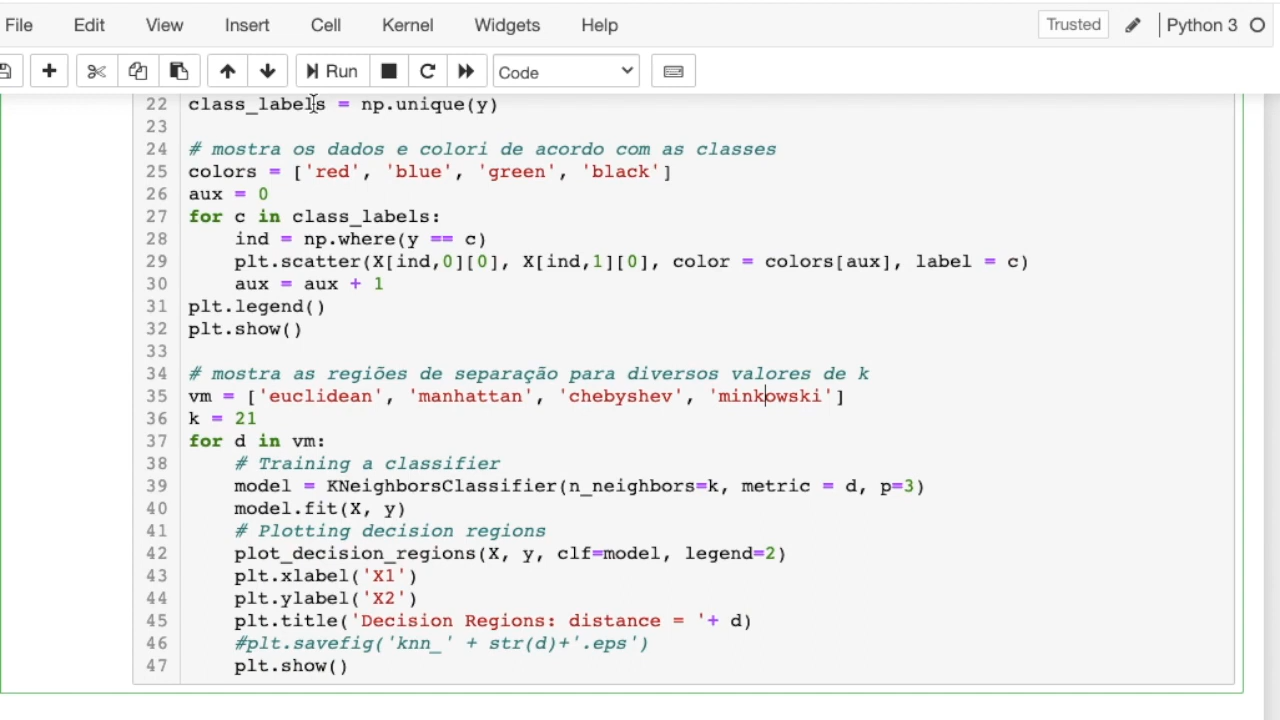 File Edit View Insert Cell Kernel Widgets Help Trusted Python 3
Run Code
22 class_labels = np.unique(y)
23
24 # mostra os dados e colori de acordo com as classes
25 colors = ['red', 'blue', 'green', 'black']
26 aux = 0
27 for c in class_labels:
28     ind = np.where(y == c)
29     plt.scatter(X[ind,0][0], X[ind,1][0], color = colors[aux], label = c)
30     aux = aux + 1
31 plt.legend()
32 plt.show()
33
34 # mostra as regiões de separação para diversos valores de k
35 vm = ['euclidean', 'manhattan', 'chebyshev', 'minkowski']
36 k = 21
37 for d in vm:
38     # Training a classifier
39     model = KNeighborsClassifier(n_neighbors=k, metric = d, p=3)
40     model.fit(X, y)
41     # Plotting decision regions
42     plot_decision_regions(X, y, clf=model, legend=2)
43     plt.xlabel('X1')
44     plt.ylabel('X2')
45     plt.title('Decision Regions: distance = '+ d)
46     #plt.savefig('knn_' + str(d)+'.eps')
47     plt.show()